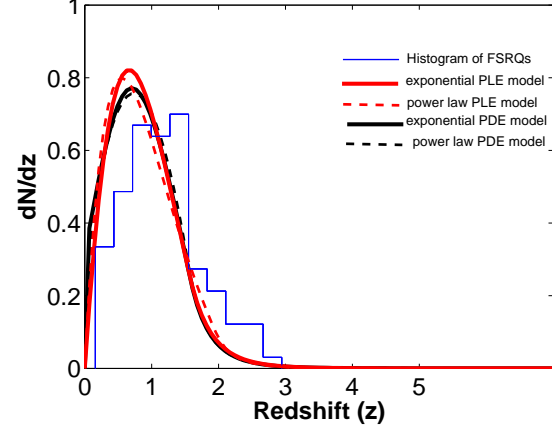 1
0.8
0.6
0.4
0.2
0
dN/dz
Histogram of FSRQs
exponential PLE model
power law PLE model
exponential PDE model
power law PDE model
0 1 2 3 4 5
Redshift (z)